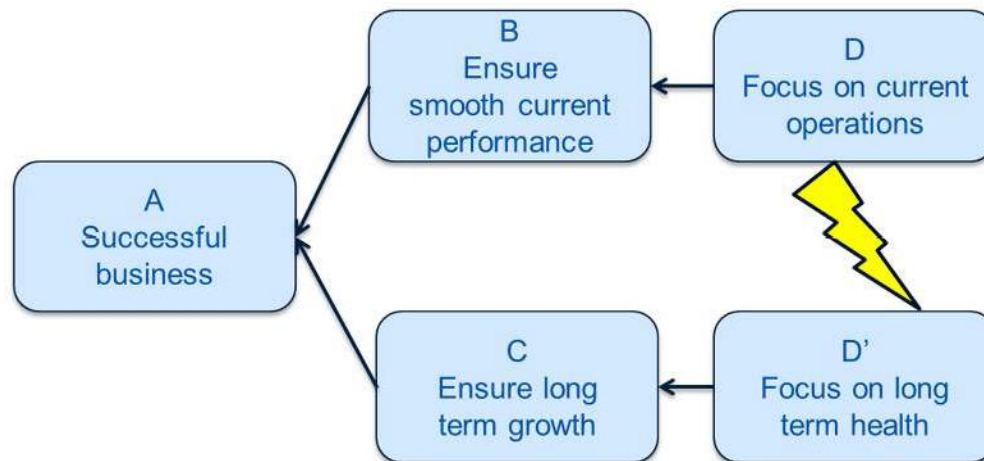 B
Ensure
smooth current
performance
D
Focus on current
operations
A
Successful
business
C
Ensure long
term growth
D’
Focus on long
term health